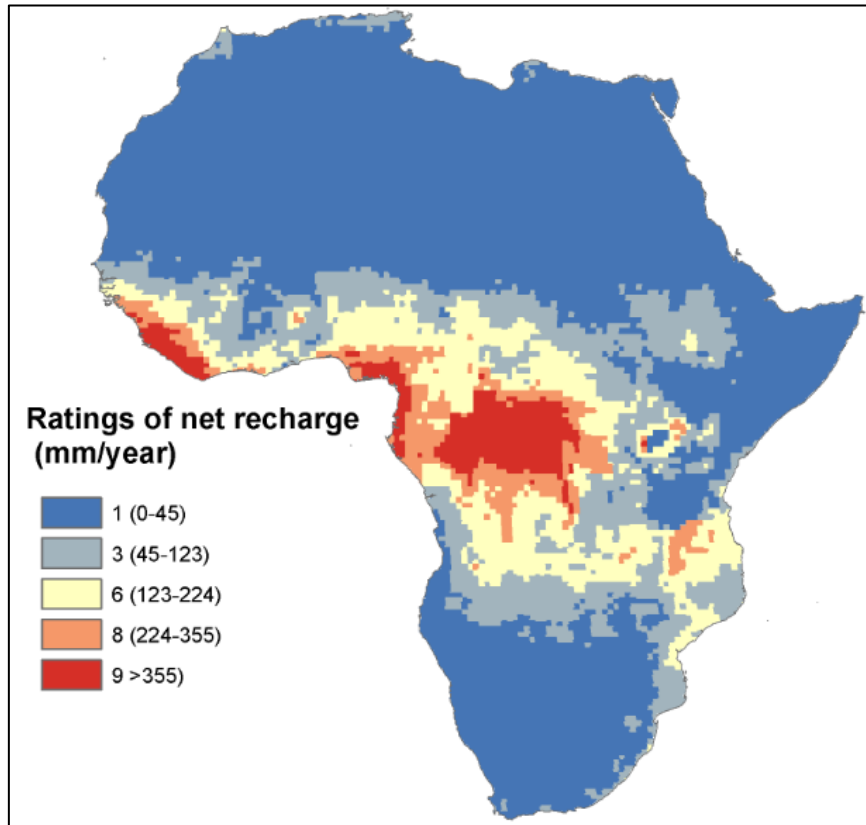 Ratings of net recharge
(mm/year)
1 (0-45)
3 (45-123)
6 (123-224)
8 (224-355)
9 >355)